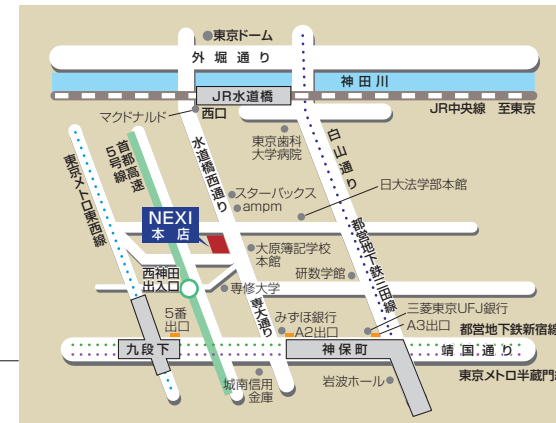 東京ドーム
外堀通り
神田川
JR水道橋
JR中央線 至東京
マクドナルド
西口
東京歯科
大学病院
白山通り
首都高速
5号線
水道橋西通り
東京メトロ東西線
スターバックス
ampm
日大法学部本館
NEXI
本店
都営地下鉄三田線
大原簿記学校
本館
西神田
出入口
研数学館
専修大学
専大通り
三菱東京UFJ銀行
5番
出口
みずほ銀行
A2出口
A3出口
都営地下鉄新宿線
九段下
神保町
靖国通り
東京メトロ半蔵門
城南信用
金庫
岩波ホール